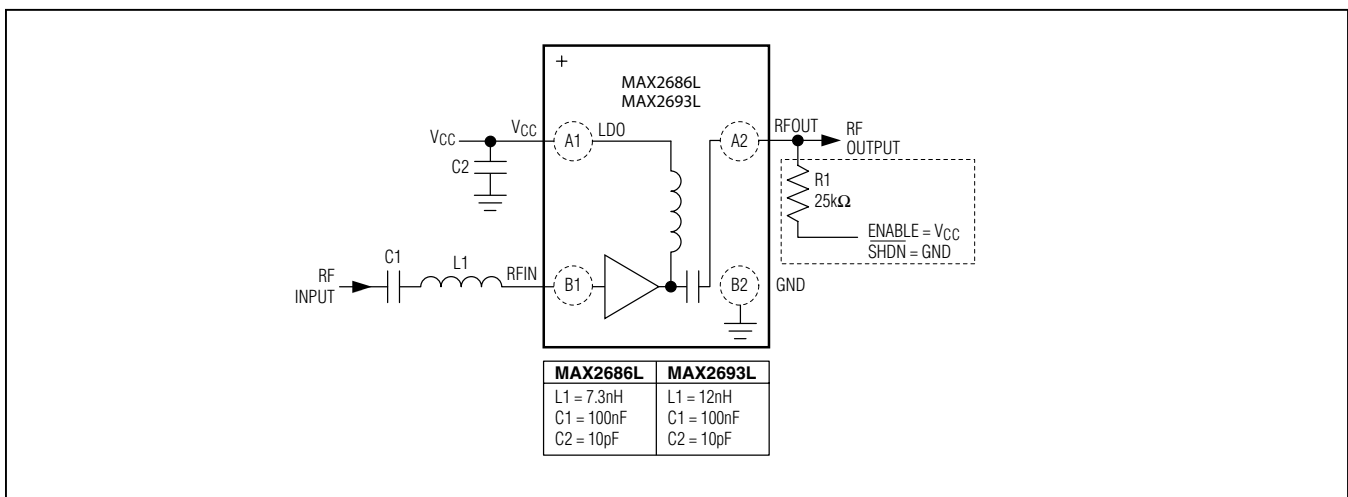 +
MAX2686L
MAX2693L
VCC
VCC
A1
LDO
A2
RFOUT
RF
OUTPUT
C2
R1
25kΩ
ENABLE = VCC
SHDN = GND
C1
L1
RFIN
RF
INPUT
B1
B2
GND
MAX2686L MAX2693L
L1 = 7.3nH L1 = 12nH
C1 = 100nF C1 = 100nF
C2 = 10pF C2 = 10pF